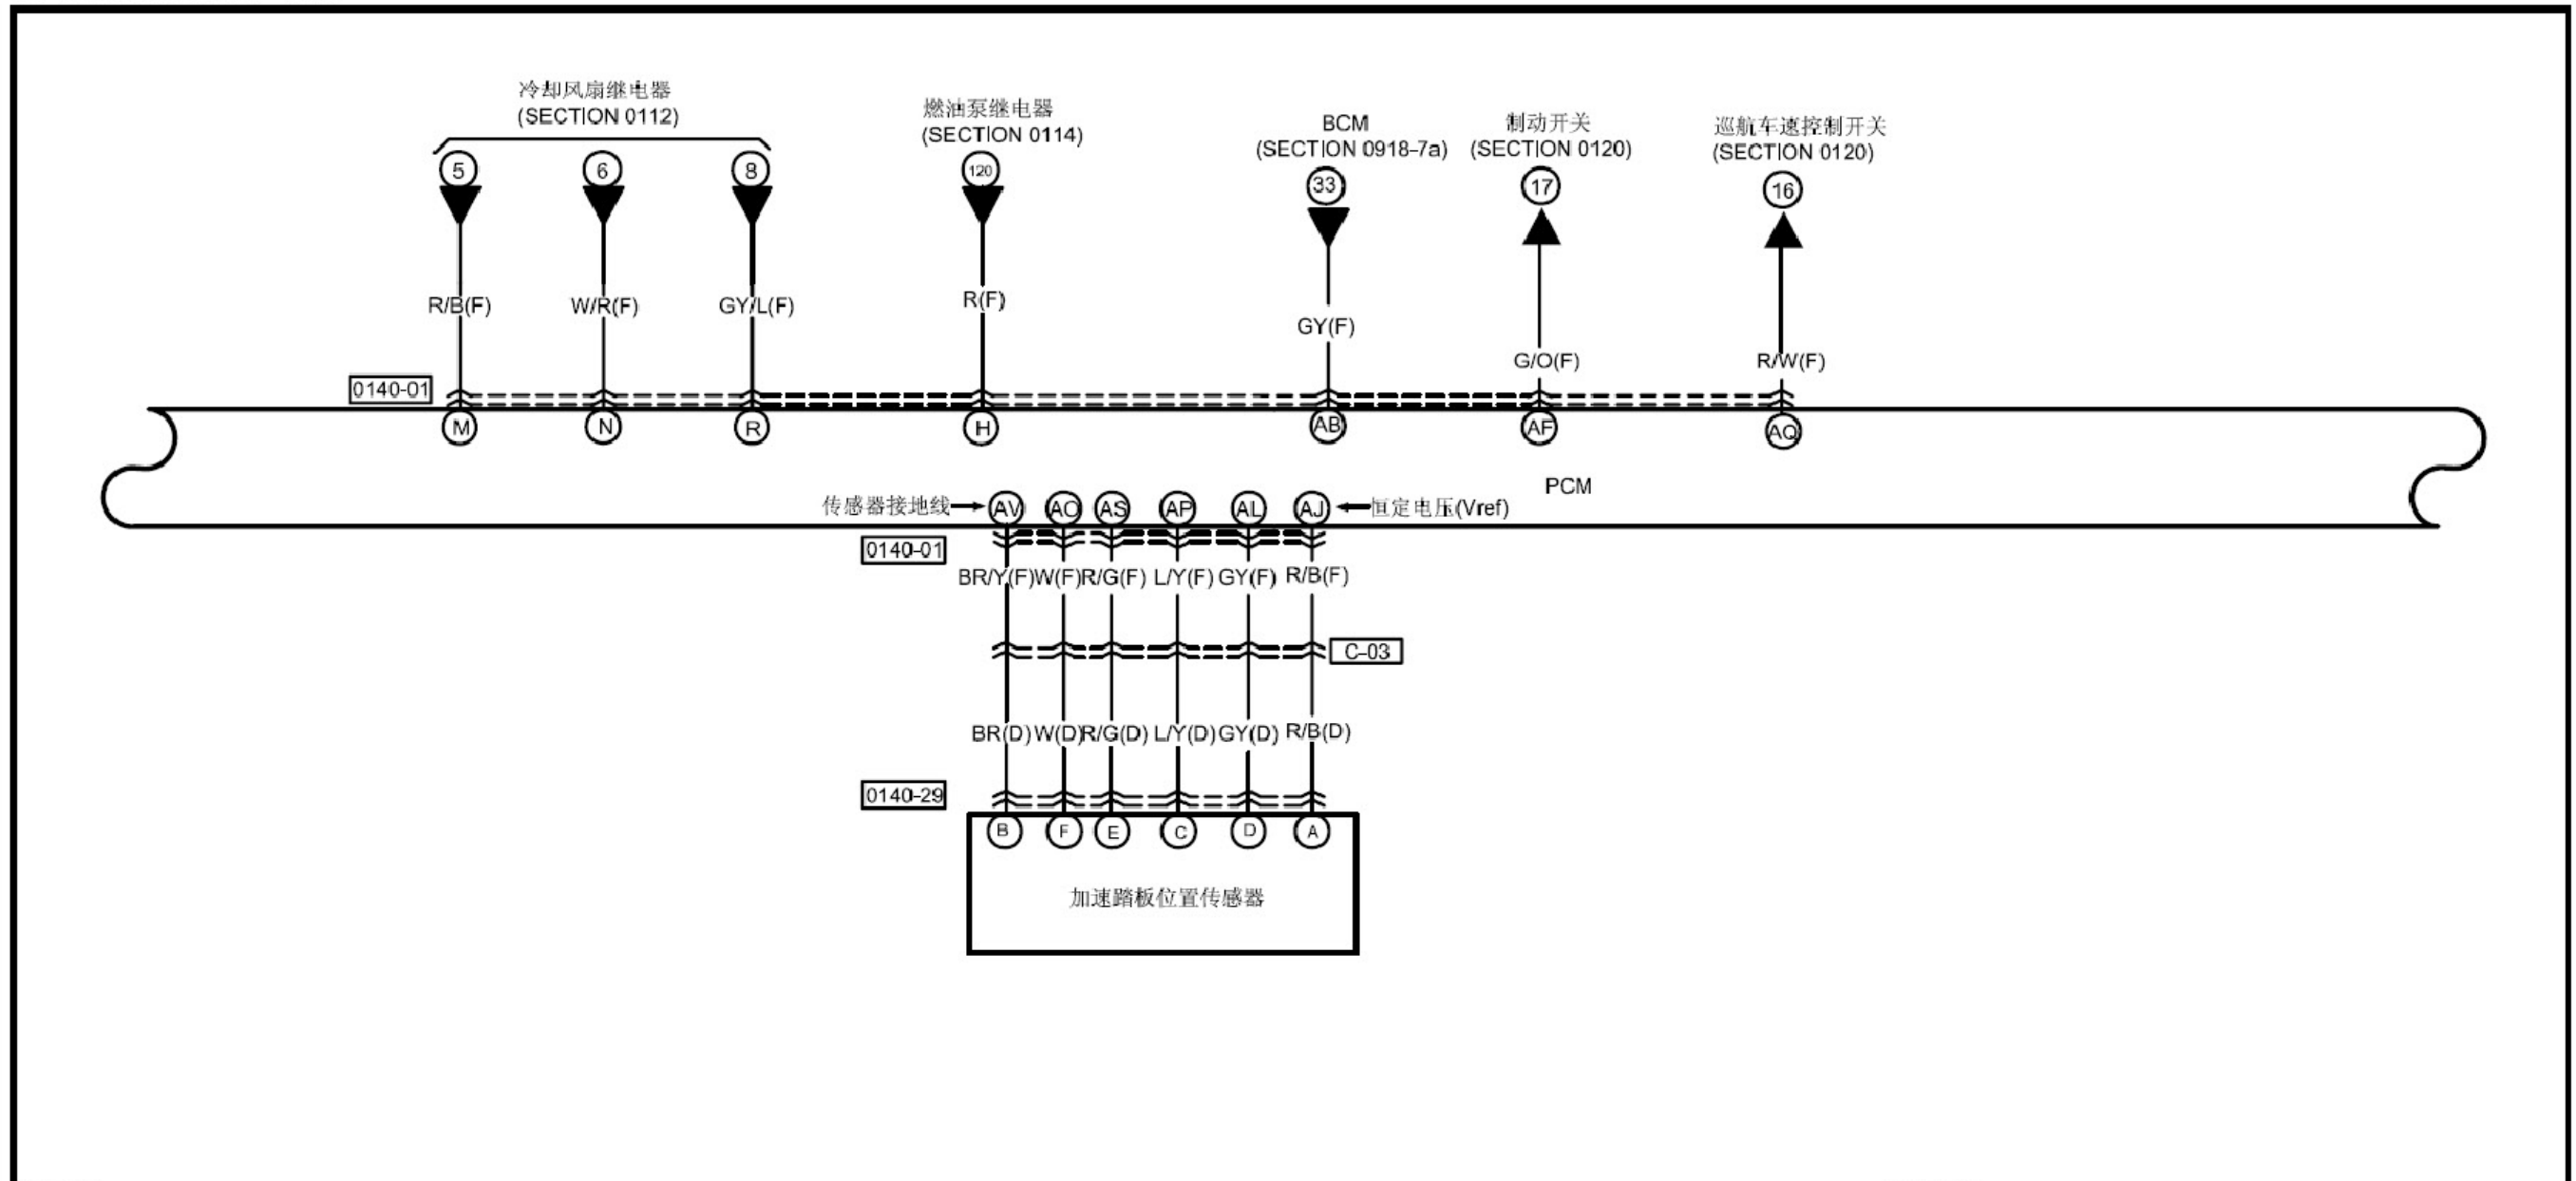 冷却风扇继电器
(SECTION 0112)
燃油泵继电器
(SECTION 0114)
BCM
(SECTION 0918-7a)
制动开关
(SECTION 0120)
巡航车速控制开关
(SECTION 0120)
5
6
8
120
33
17
16
R/B(F)
W/R(F)
GY/L(F)
R(F)
GY(F)
G/O(F)
R/W(F)
0140-01
M
N
R
H
AB
AF
AQ
PCM
传感器接地线
AV
AO
AS
AP
AL
AJ
恒定电压(Vref)
0140-01
BR/Y(F)
W(F)
R/G(F)
L/Y(F)
GY(F)
R/B(F)
C-03
BR(D)
W(D)
R/G(D)
L/Y(D)
GY(D)
R/B(D)
0140-29
B
F
E
C
D
A
加速踏板位置传感器